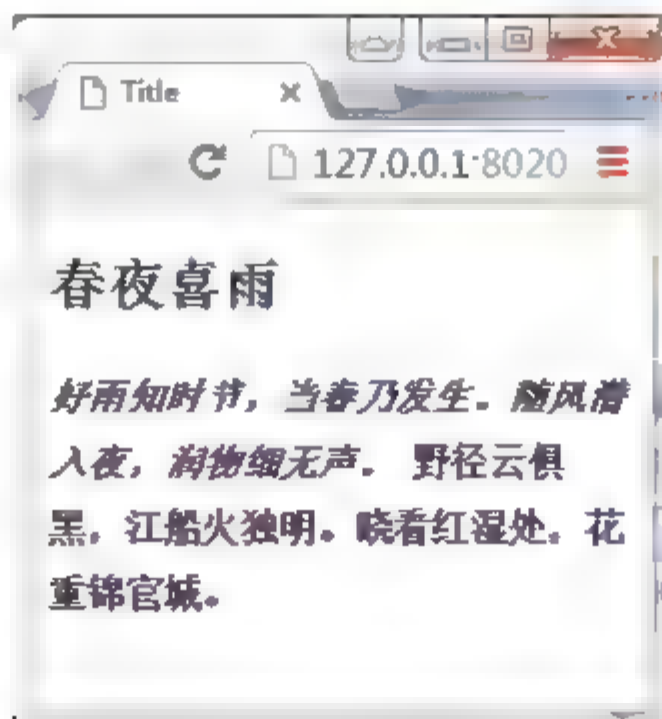 Title
127.0.0.1:8020
春夜喜雨
好雨知时节，当春乃发生。随风潜
入夜，润物细无声。野径云俱
黑，江船火独明。晓看红湿处，花
重锦官城。